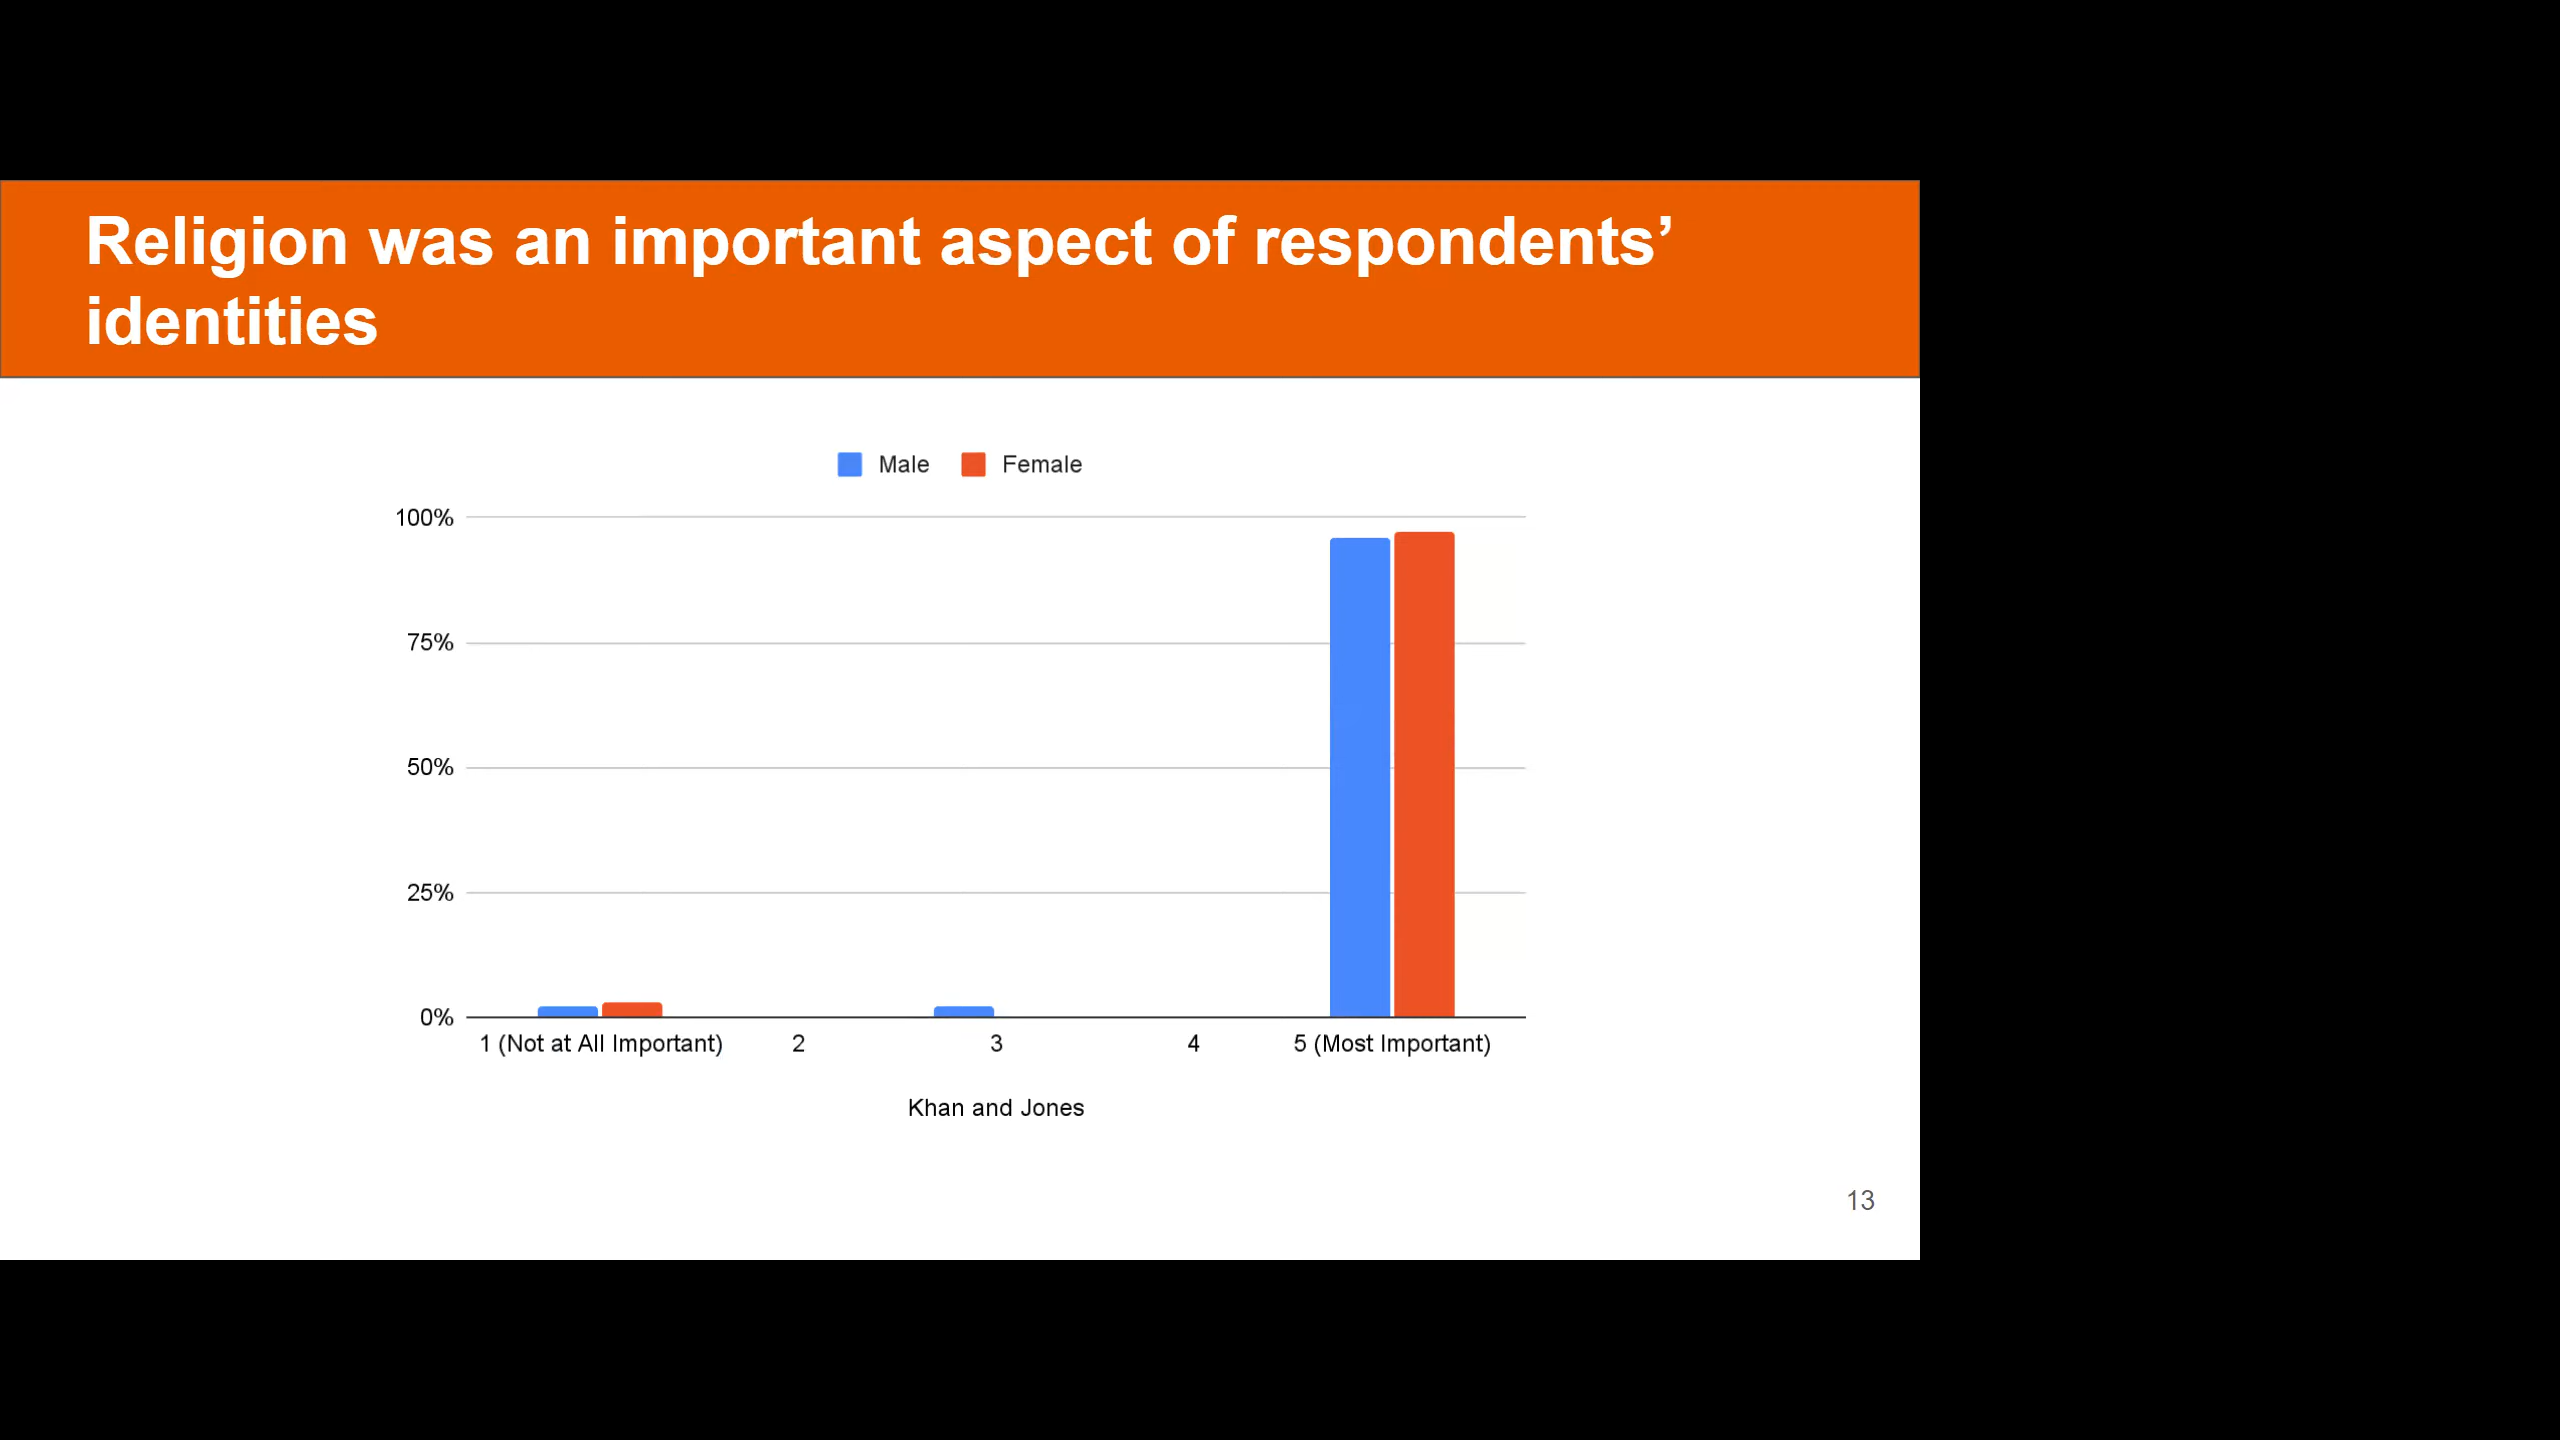 Religion was an important aspect of respondents’
identities
Male Female
100%
75%
50%
25%
0%
1 (Not at All Important) 2 3 4 5 (Most Important)
Khan and Jones
13